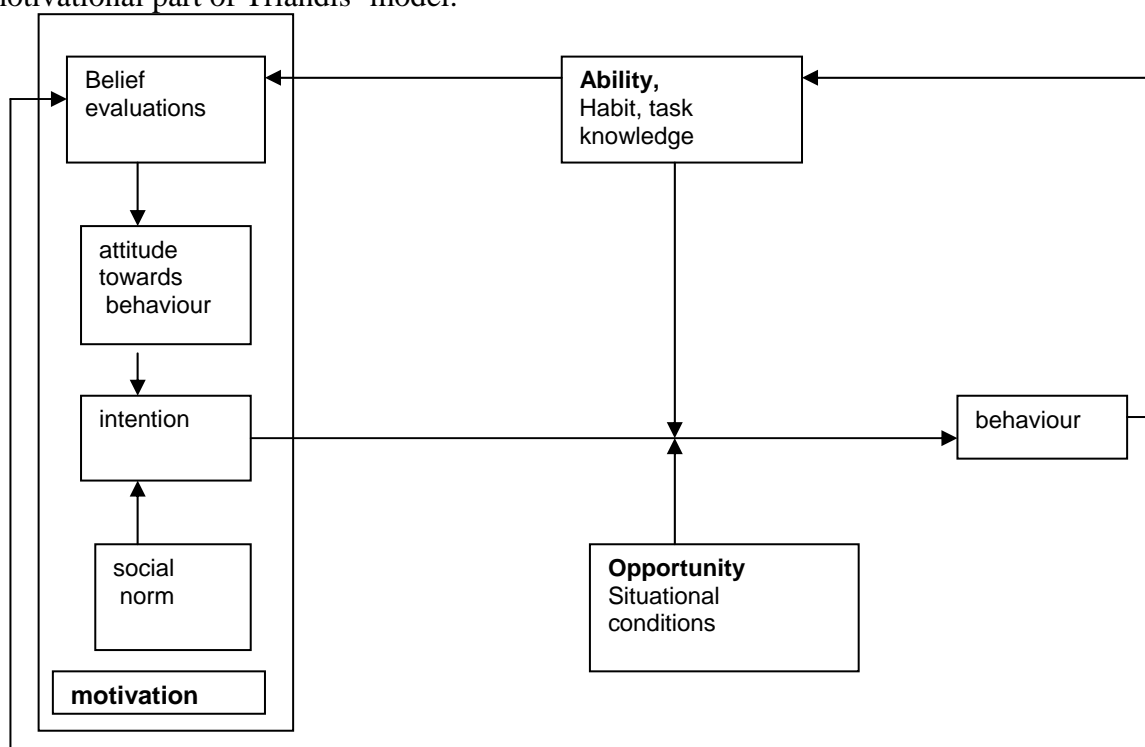 motivational part of Triandis' model.
Belief
evaluations
Ability,
Habit, task
knowledge
attitude
towards
behaviour
intention
behaviour
social
norm
Opportunity
Situational
conditions
motivation